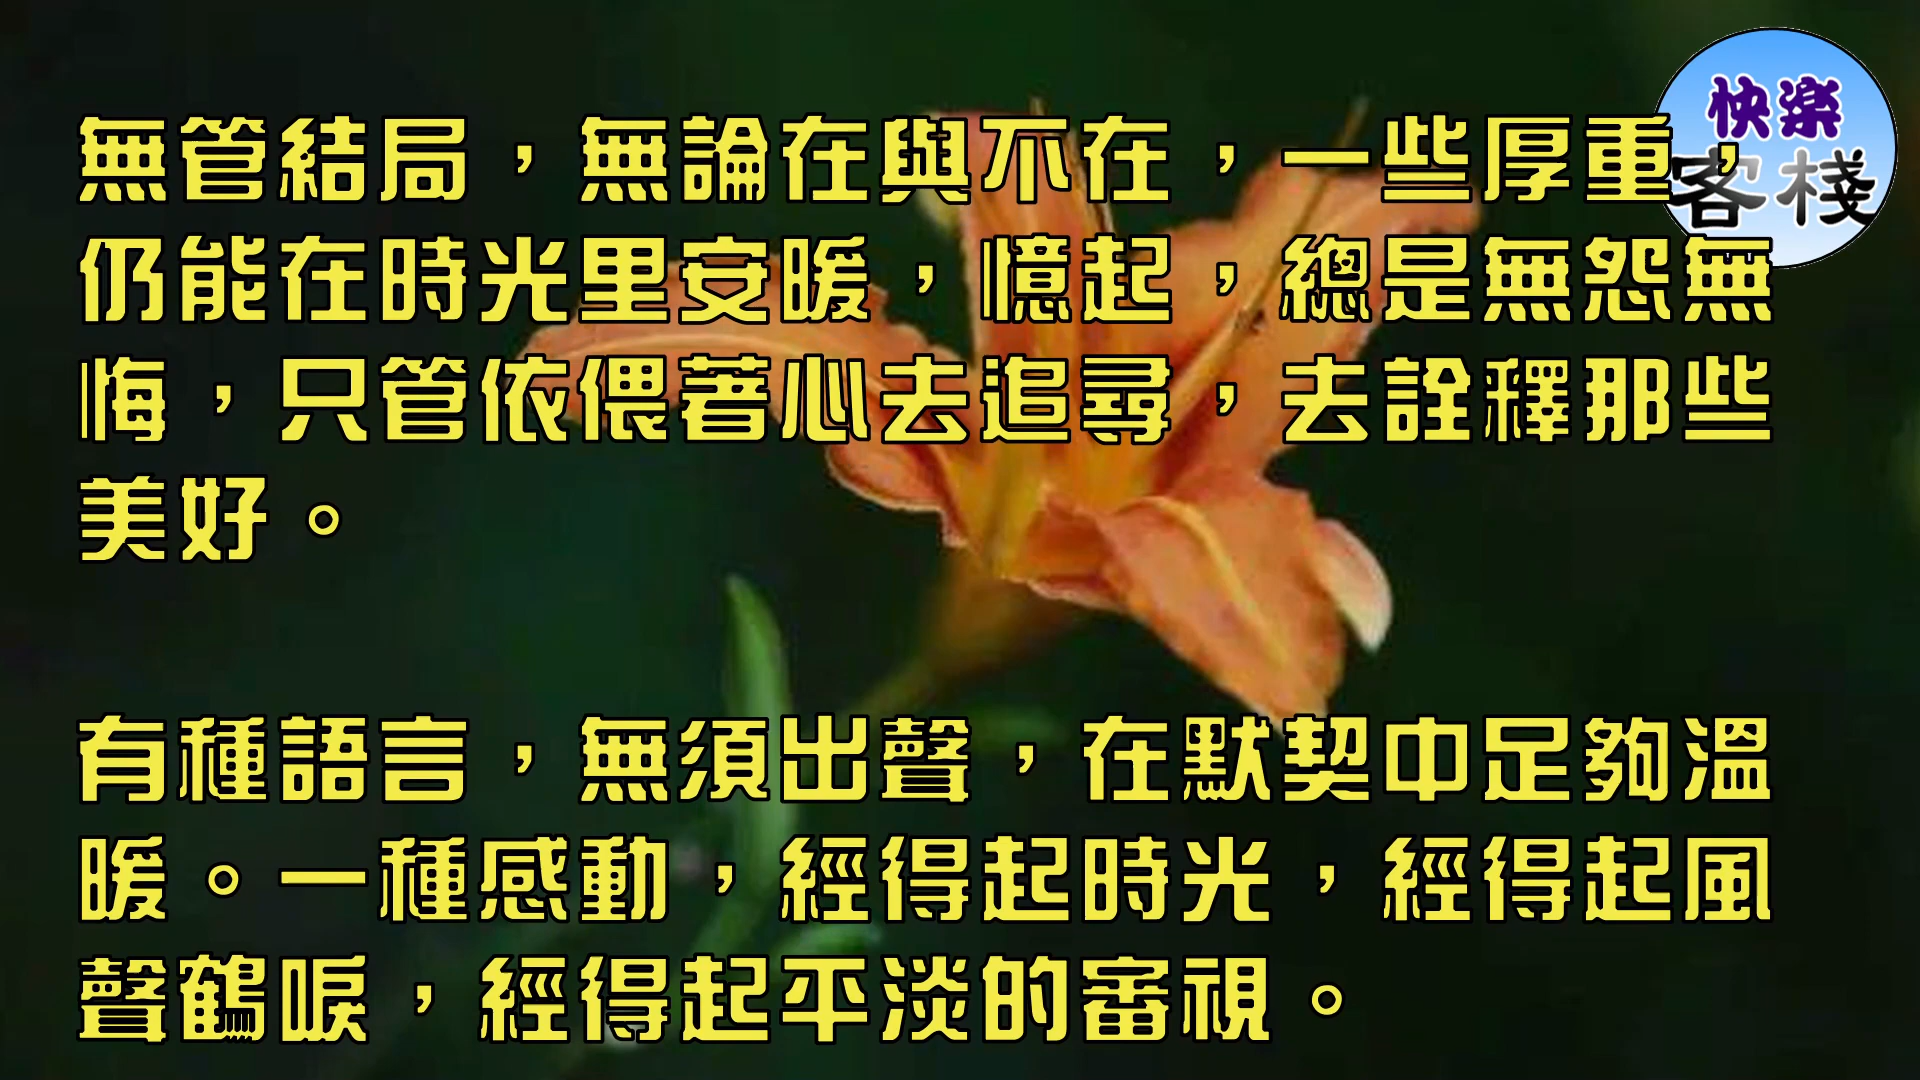 快楽
客栈
無管結局，無論在與不在，一些厚重，
仍能在時光里安暖，憶起，總是無怨無
悔，只管依偎著心去追尋，去詮釋那些
美好。
有種語言，無須出聲，在默契中足夠溫
暖。一種感動，經得起時光，經得起風
聲鶴唳，經得起平淡的審視。